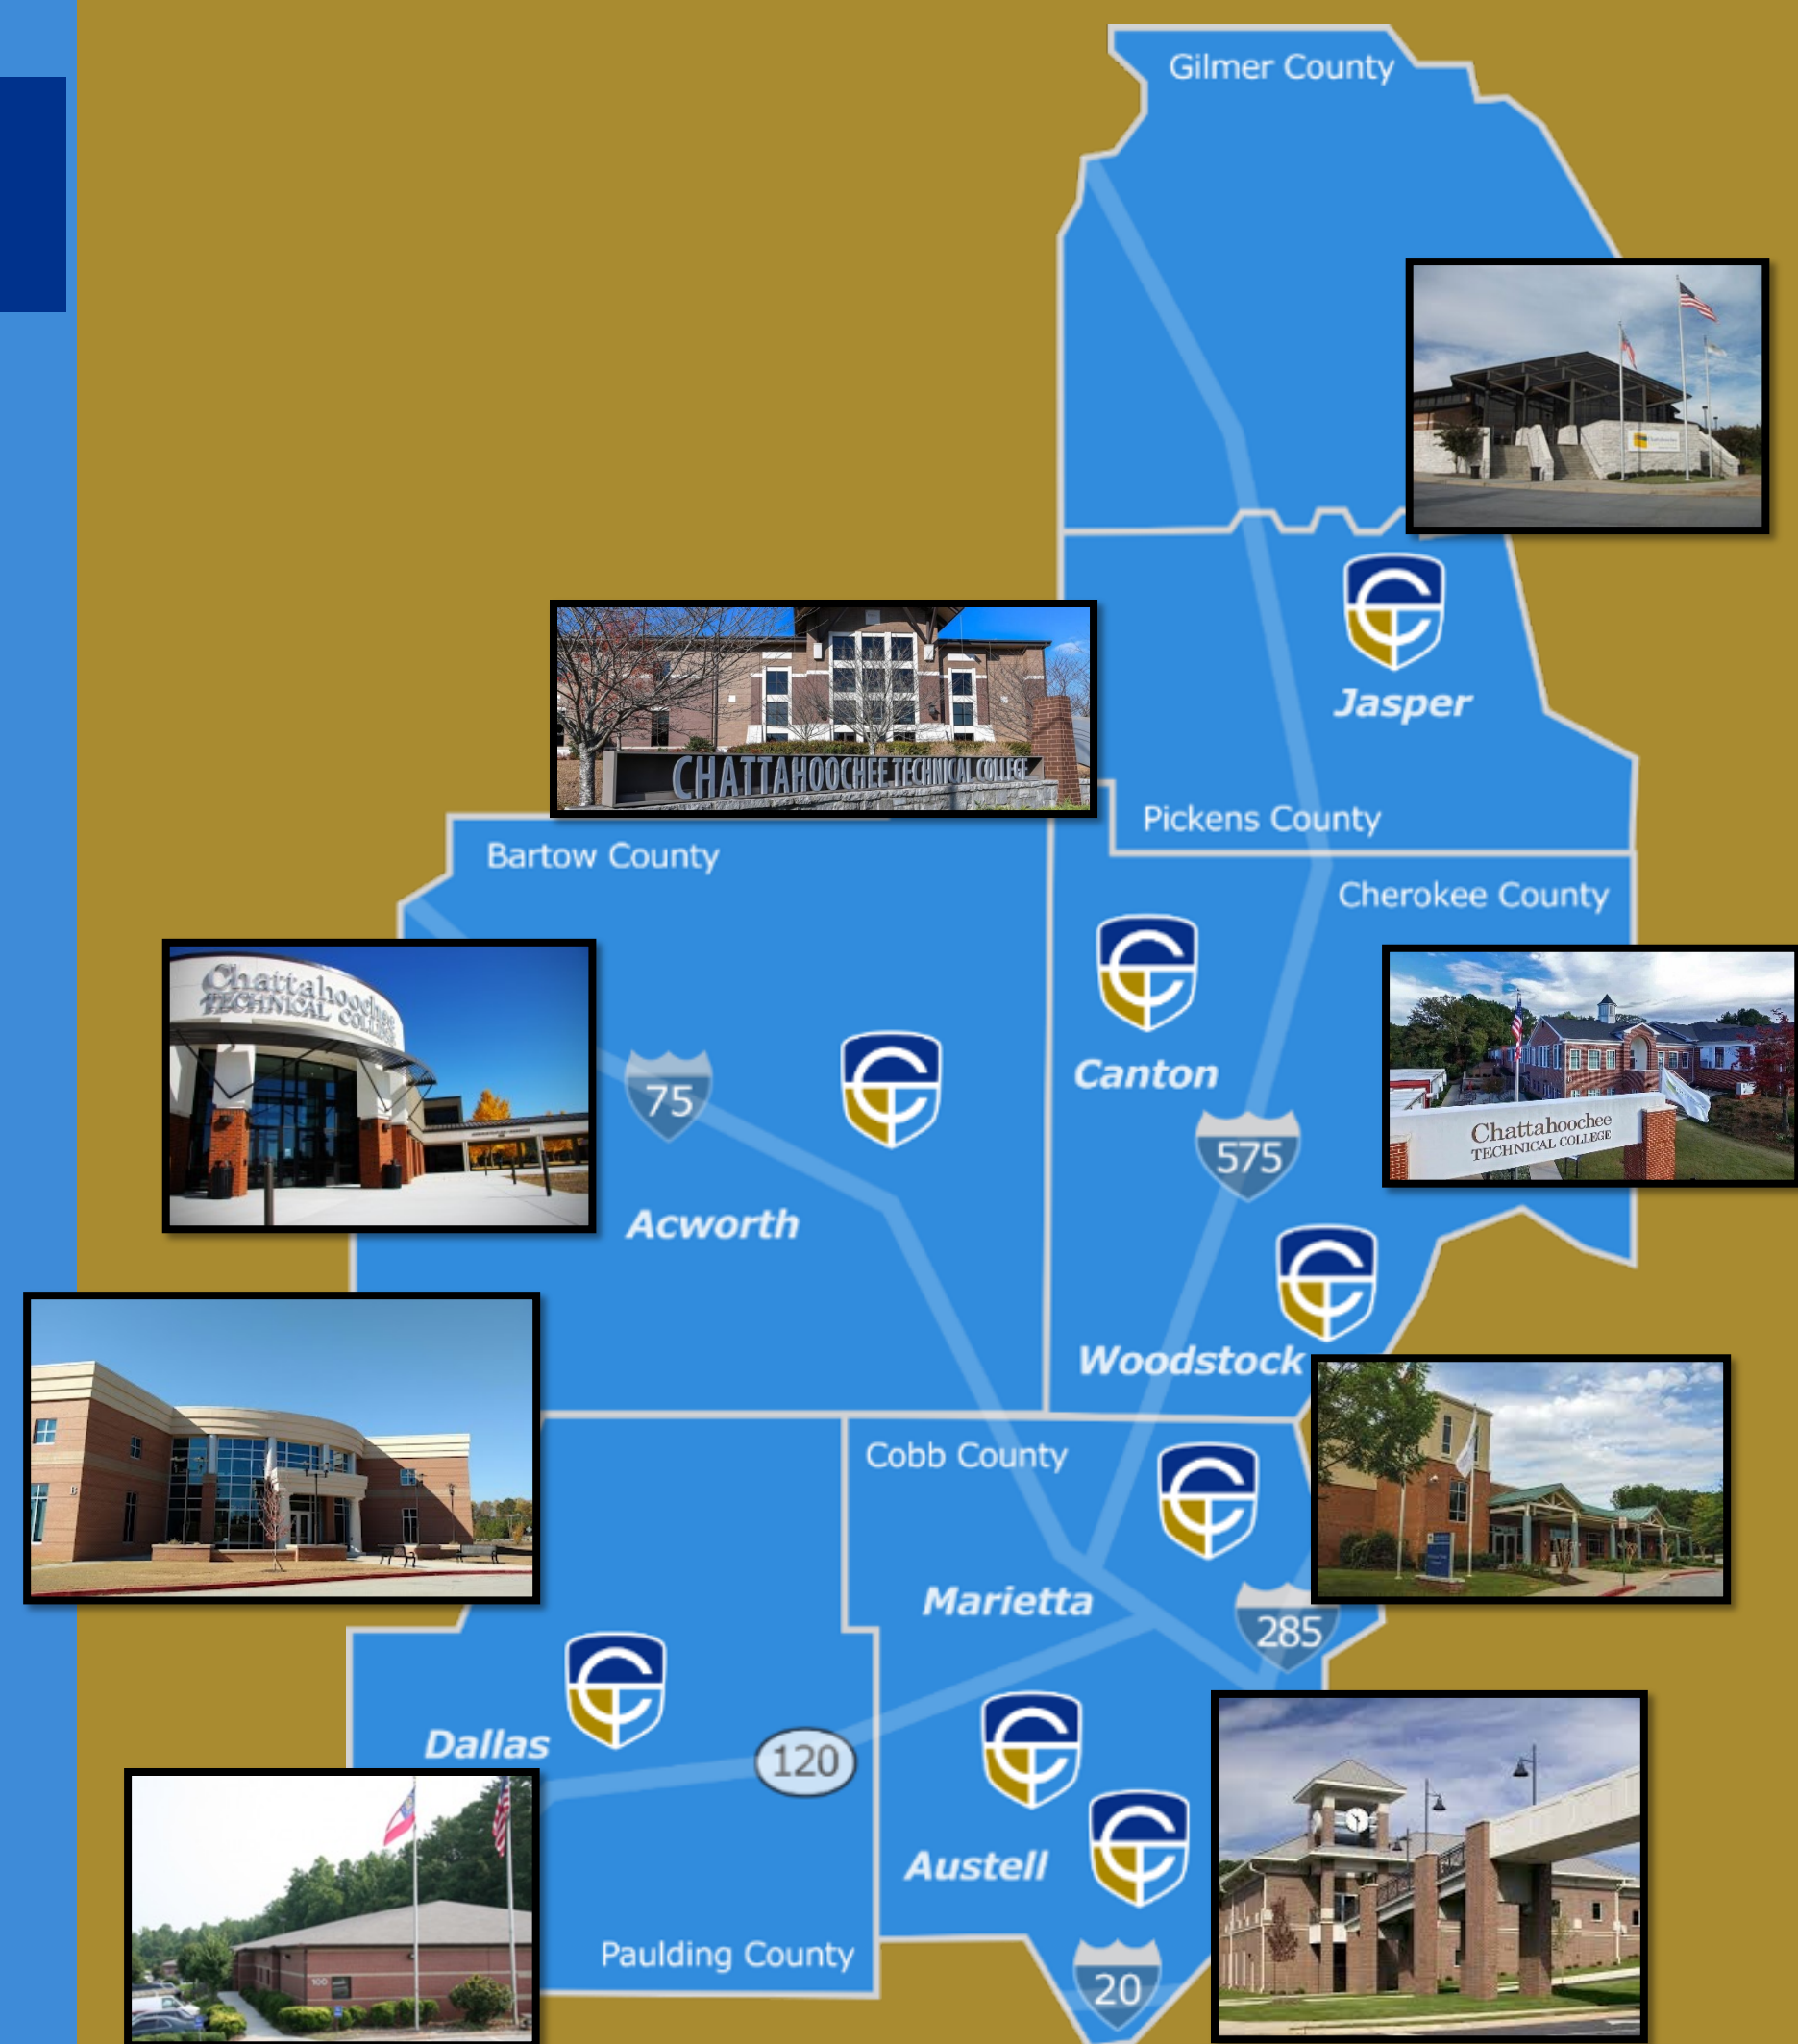 Gilmer County
Jasper
CHATTAHOOCHEE TECHNICAL COLLEGE
Pickens County
Bartow County
Cherokee County
Chattahoochee
TECHNICAL COLLEGE
75
Canton
575
Chattahoochee
TECHNICAL COLLEGE
Acworth
Woodstock
Cobb County
Marietta
285
Dallas
120
Austell
Paulding County
100
20